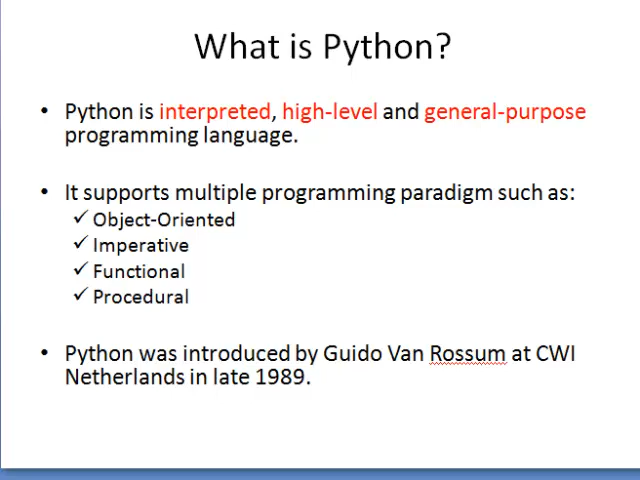 What is Python?
• Python is interpreted, high-level and general-purpose
programming language.
• It supports multiple programming paradigm such as:
✓ Object-Oriented
✓ Imperative
✓ Functional
✓ Procedural
• Python was introduced by Guido Van Rossum at CWI
Netherlands in late 1989.